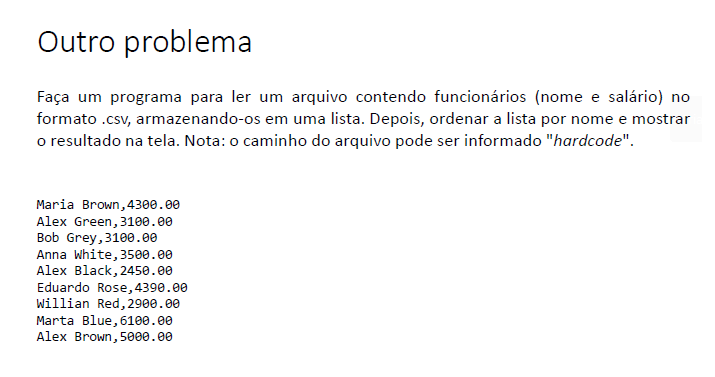 Outro problema
Faça um programa para ler um arquivo contendo funcionários (nome e salário) no
formato .csv, armazenando-os em uma lista. Depois, ordenar a lista por nome e mostrar
o resultado na tela. Nota: o caminho do arquivo pode ser informado "hardcode".
Maria Brown,4300.00
Alex Green,3100.00
Bob Grey,3100.00
Anna White,3500.00
Alex Black,2450.00
Eduardo Rose,4390.00
Willian Red,2900.00
Marta Blue,6100.00
Alex Brown,5000.00